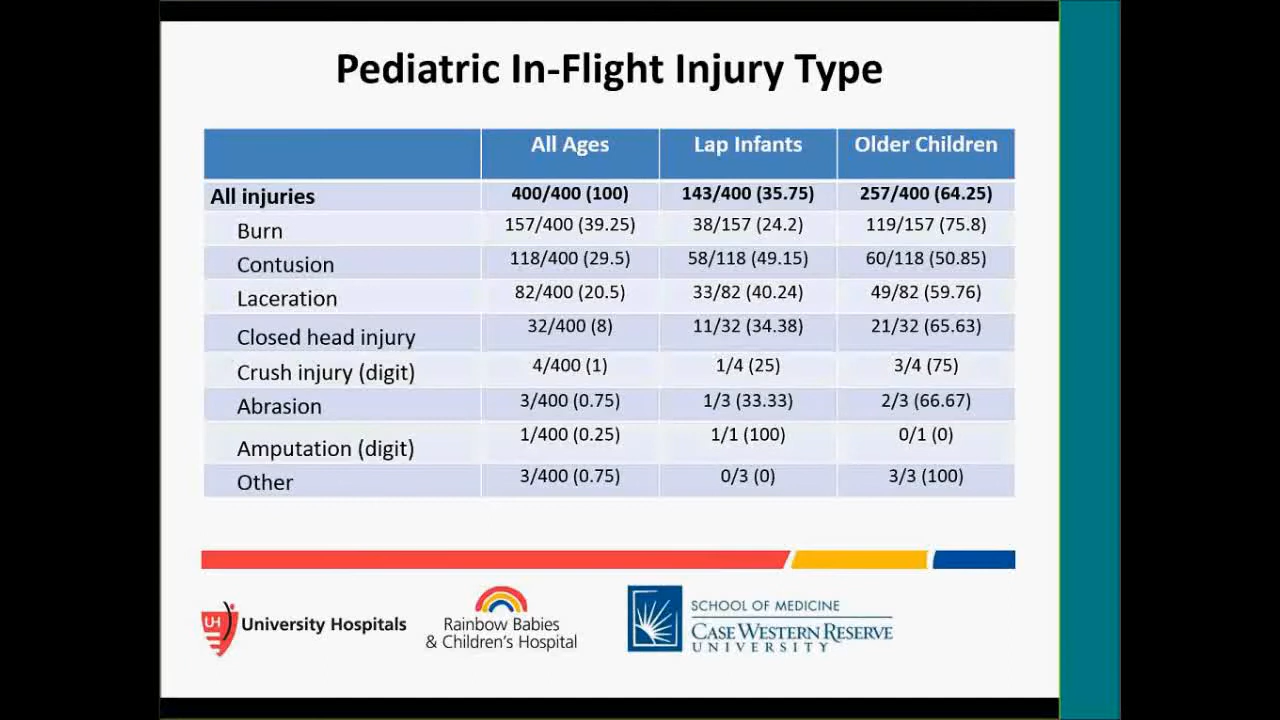 Pediatric In-Flight Injury Type
All Ages Lap Infants Older Children
All injuries 400/400 (100) 143/400 (35.75) 257/400 (64.25)
Burn 157/400 (39.25) 38/157 (24.2) 119/157 (75.8)
Contusion 118/400 (29.5) 58/118 (49.15) 60/118 (50.85)
Laceration 82/400 (20.5) 33/82 (40.24) 49/82 (59.76)
Closed head injury 32/400 (8) 11/32 (34.38) 21/32 (65.63)
Crush injury (digit) 4/400 (1) 1/4 (25) 3/4 (75)
Abrasion 3/400 (0.75) 1/3 (33.33) 2/3 (66.67)
Amputation (digit) 1/400 (0.25) 1/1 (100) 0/1 (0)
Other 3/400 (0.75) 0/3 (0) 3/3 (100)
UH University Hospitals
Rainbow Babies
& Children's Hospital
SCHOOL OF MEDICINE
CASE WESTERN RESERVE
UNIVERSITY